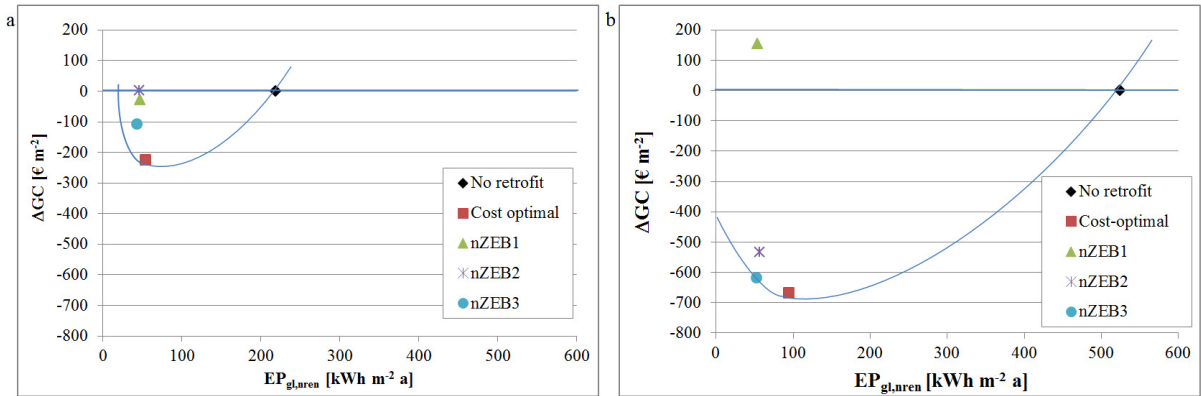 a
200
100
0
-100
-200
-300
-400
-500
-600
-700
-800
ΔGC [€ m-2]
0 100 200 300 400 500 600
EPgl,nren [kWh m-2 a]
No retrofit
Cost optimal
nZEB1
nZEB2
nZEB3
b
200
100
0
-100
-200
-300
-400
-500
-600
-700
-800
ΔGC [€ m-2]
0 100 200 300 400 500 600
EPgl,nren [kWh m-2 a]
No retrofit
Cost-optimal
nZEB1
nZEB2
nZEB3